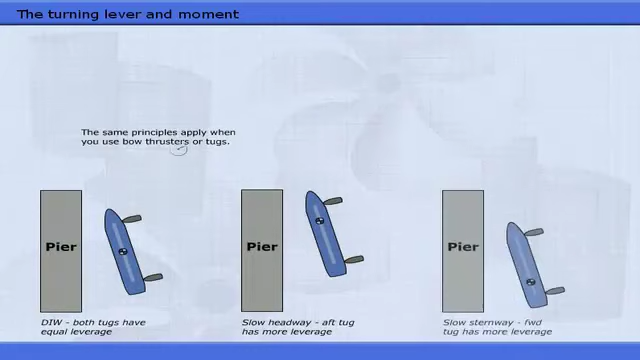 The turning lever and moment
The same principles apply when
you use bow thrusters or tugs.
Pier
Pier
Pier
DIW - both tugs have
equal leverage
Slow headway - aft tug
has more leverage
Slow sternway - fwd
tug has more leverage